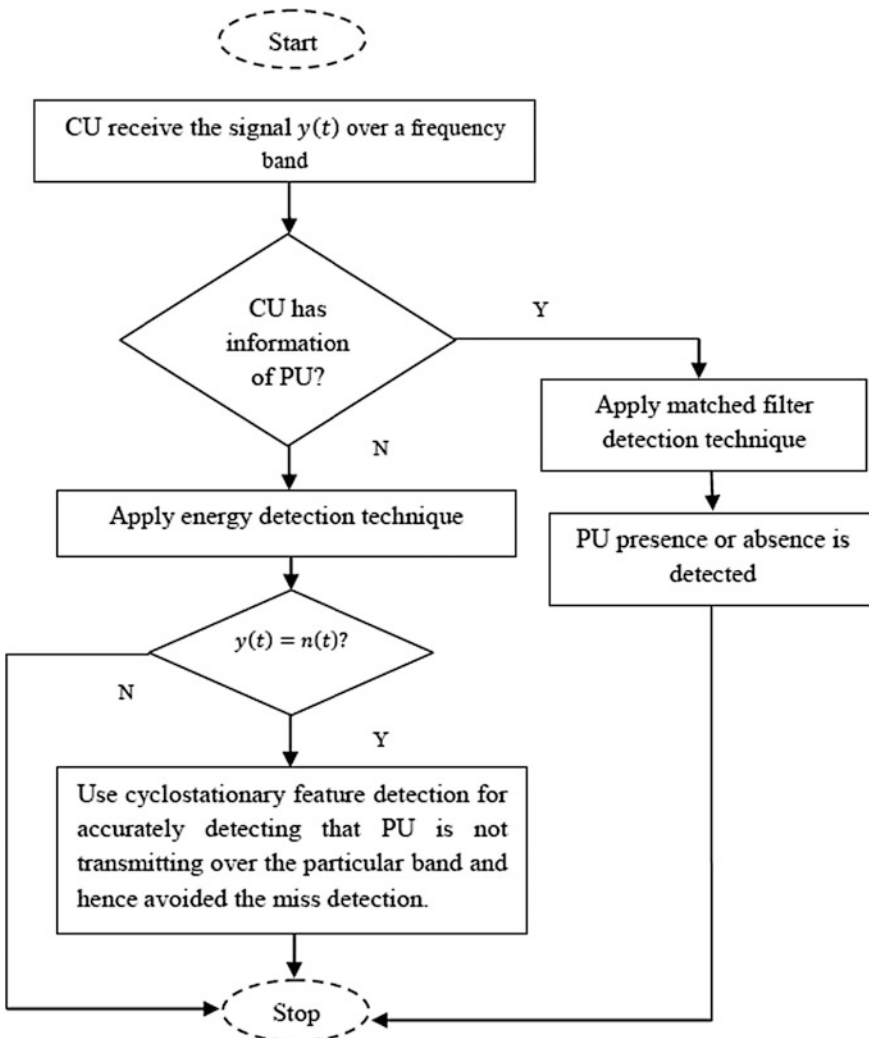 Start
CU receive the signal y(t) over a frequency
band
CU has
information
of PU?
Y
N
Apply matched filter
detection technique
Apply energy detection technique
PU presence or absence is
detected
y(t) = n(t)?
N
Y
Use cyclostationary feature detection for
accurately detecting that PU is not
transmitting over the particular band and
hence avoided the miss detection.
Stop